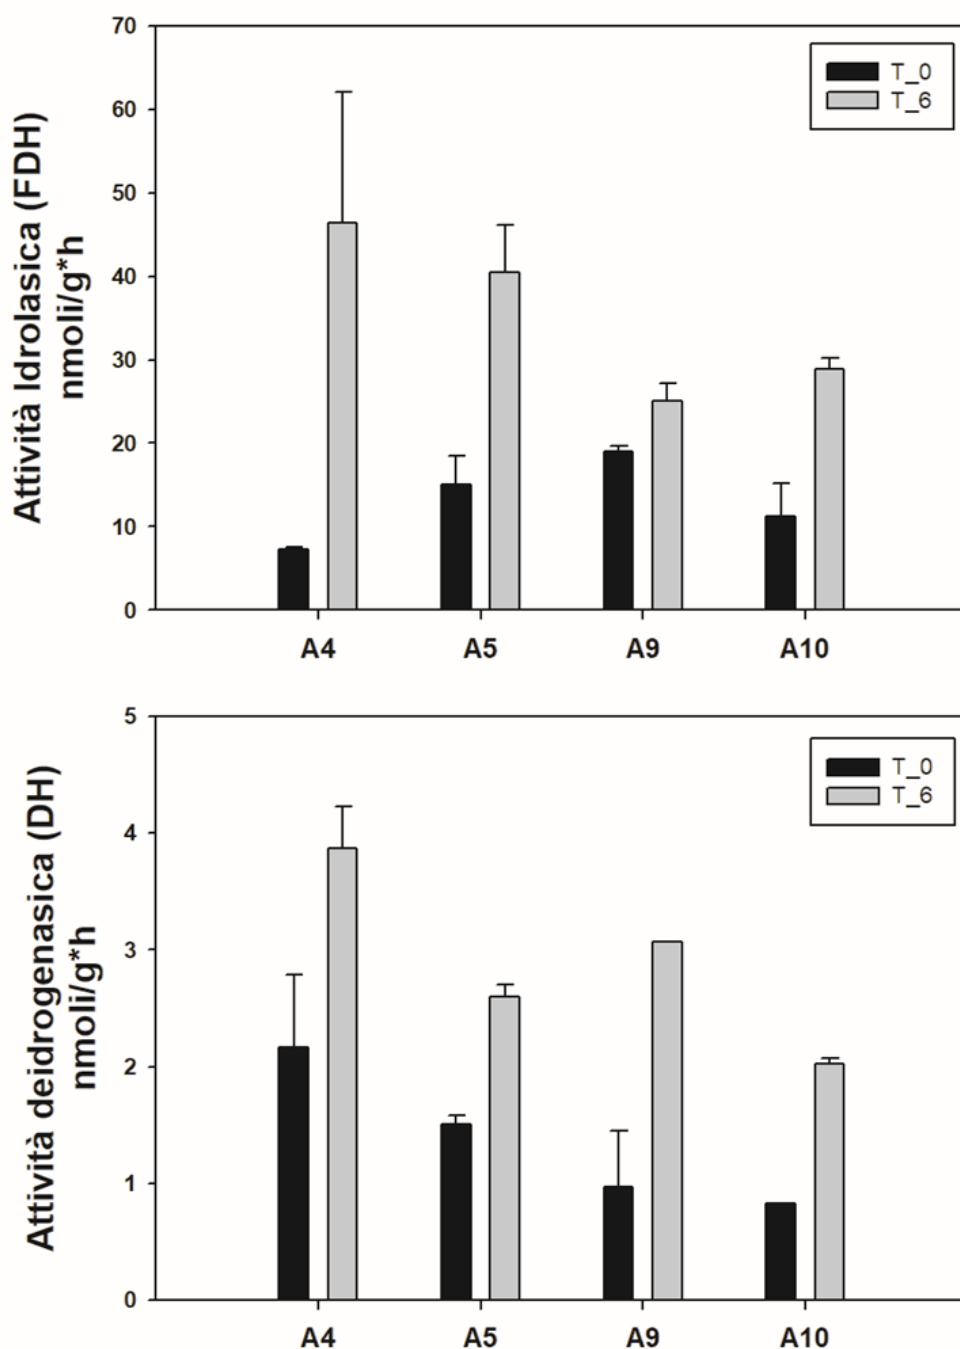 Attività Idrolasica (FDH)
nmoli/g*h
70
60
50
40
30
20
10
0
T_0
T_6
A4 A5 A9 A10
Attività deidrogenasica (DH)
nmoli/g*h
5
4
3
2
1
0
T_0
T_6
A4 A5 A9 A10